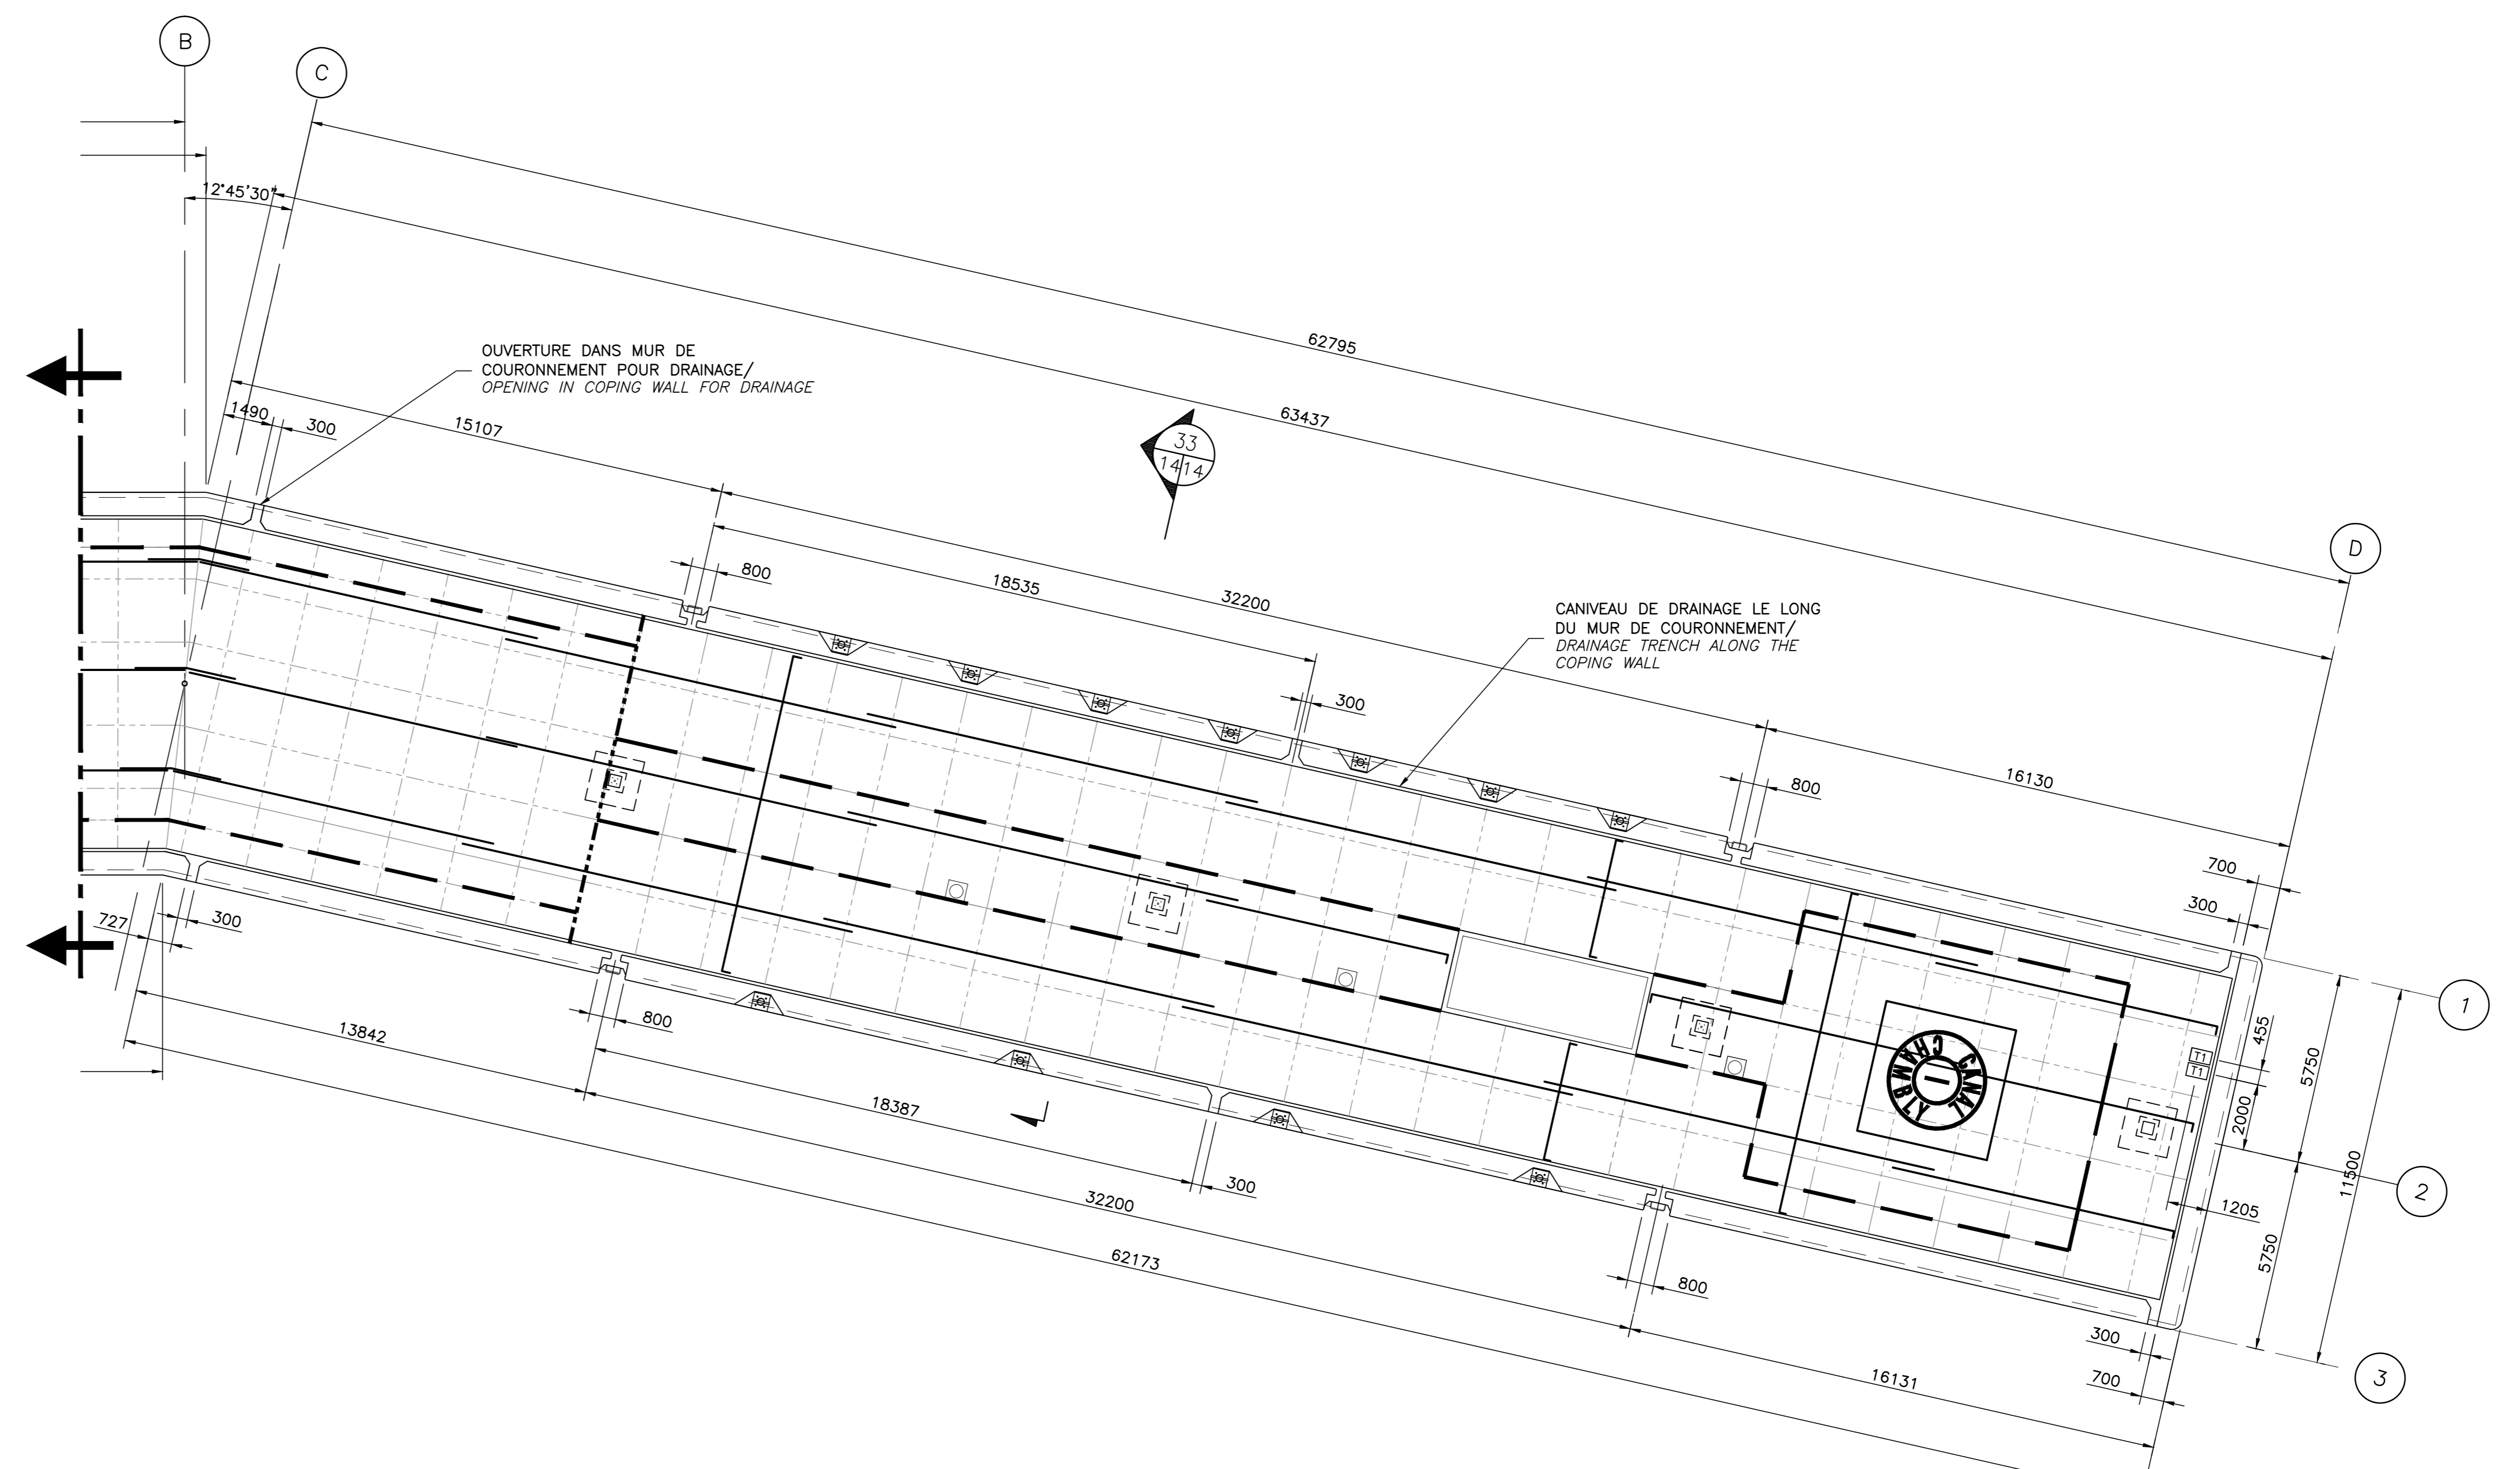 B
C
12°45'30"
62795
OUVERTURE DANS MUR DE
COURONNEMENT POUR DRAINAGE/
OPENING IN COPING WALL FOR DRAINAGE
1490
300
15107
63437
33
1414
D
800
18535
32200
CANIVEAU DE DRAINAGE LE LONG
DU MUR DE COURONNEMENT/
DRAINAGE TRENCH ALONG THE
COPING WALL
300
16130
800
700
300
727
300
1
455
5750
T1
T1
CANAL
CHAMBLY
2000
11500
2
1205
5750
13842
800
18387
300
32200
62173
800
16131
300
700
3